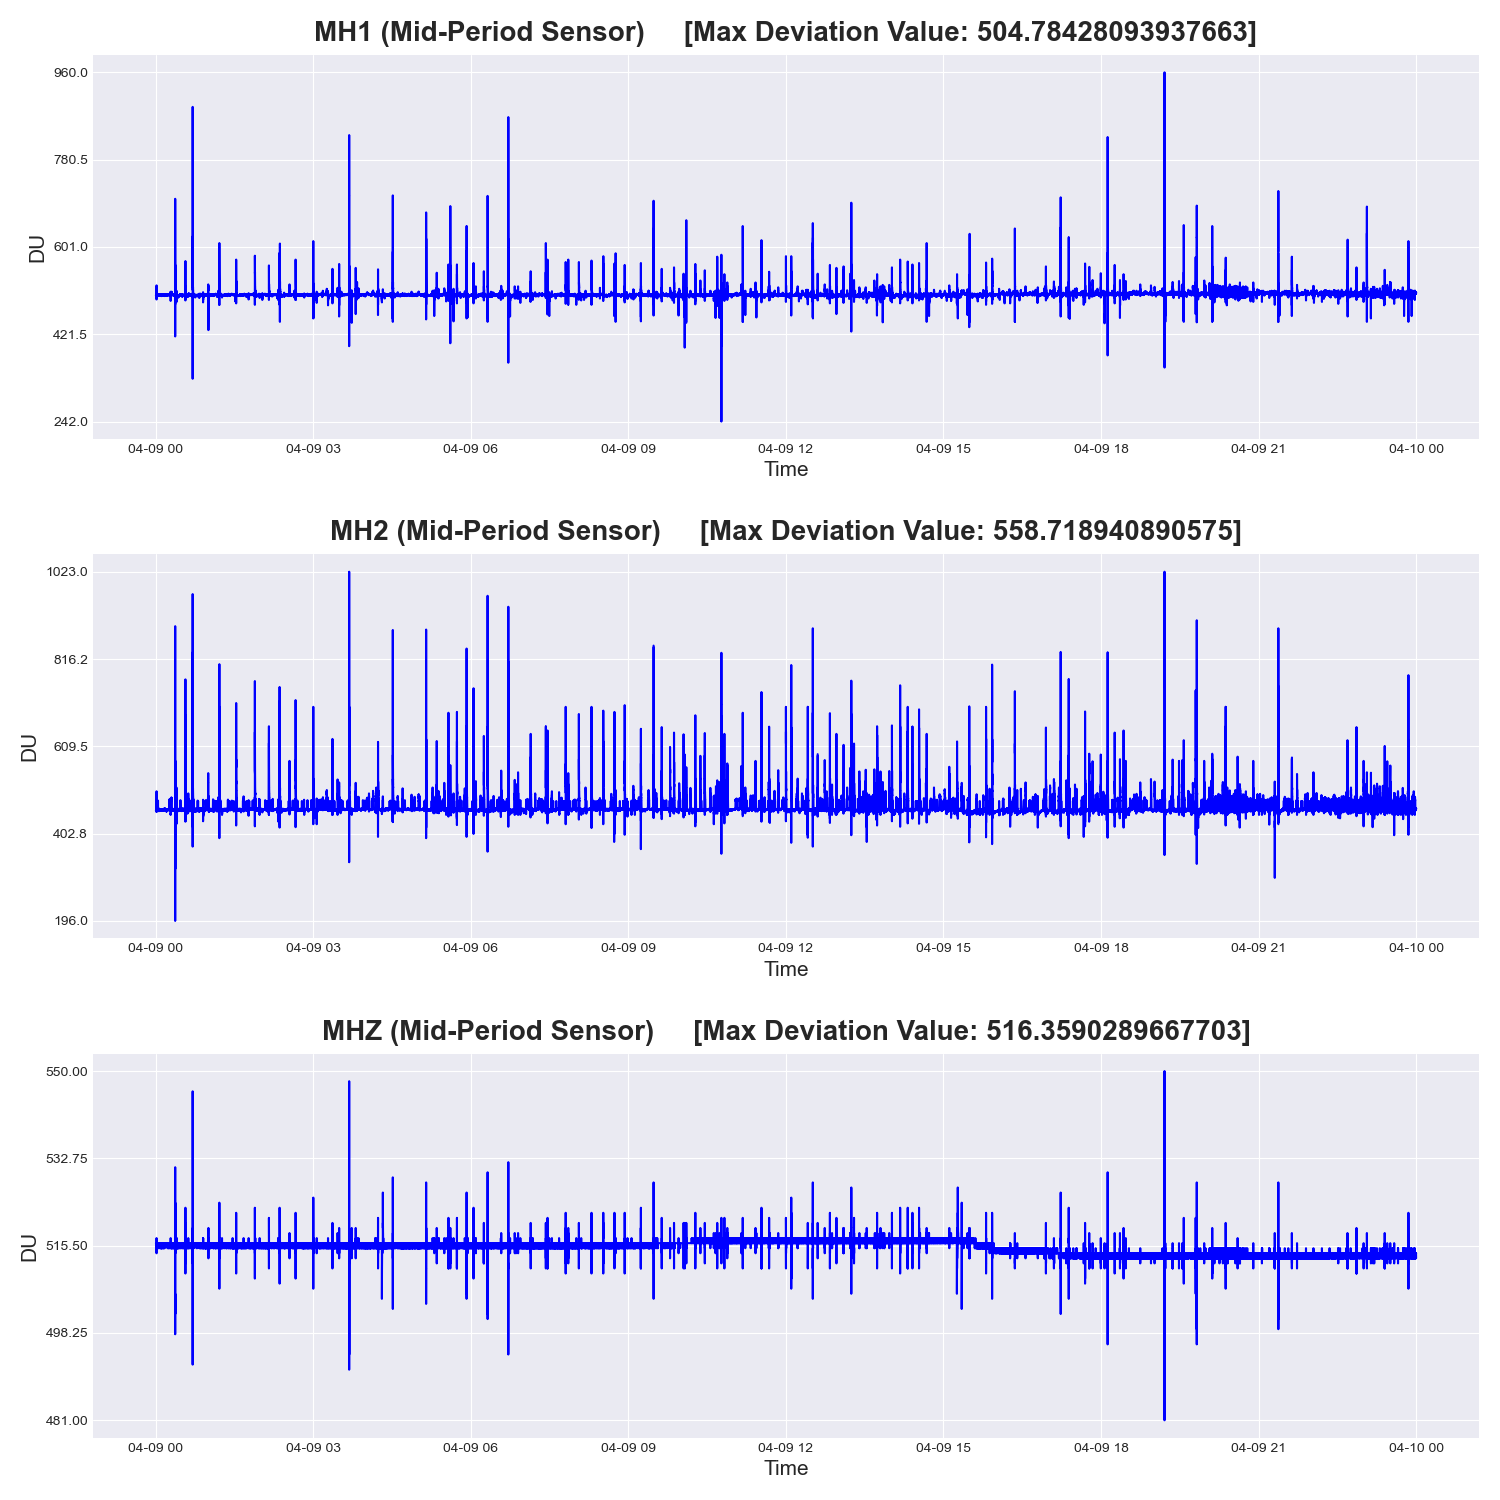 MH1 (Mid-Period Sensor) [Max Deviation Value: 504.78428093937663]
960.0
780.5
601.0
421.5
242.0
DU
04-09 00 04-09 03 04-09 06 04-09 09 04-09 12 04-09 15 04-09 18 04-09 21 04-10 00
Time
MH2 (Mid-Period Sensor) [Max Deviation Value: 558.718940890575]
1023.0
816.2
609.5
402.8
196.0
DU
04-09 00 04-09 03 04-09 06 04-09 09 04-09 12 04-09 15 04-09 18 04-09 21 04-10 00
Time
MHZ (Mid-Period Sensor) [Max Deviation Value: 516.3590289667703]
550.00
532.75
515.50
498.25
481.00
DU
04-09 00 04-09 03 04-09 06 04-09 09 04-09 12 04-09 15 04-09 18 04-09 21 04-10 00
Time